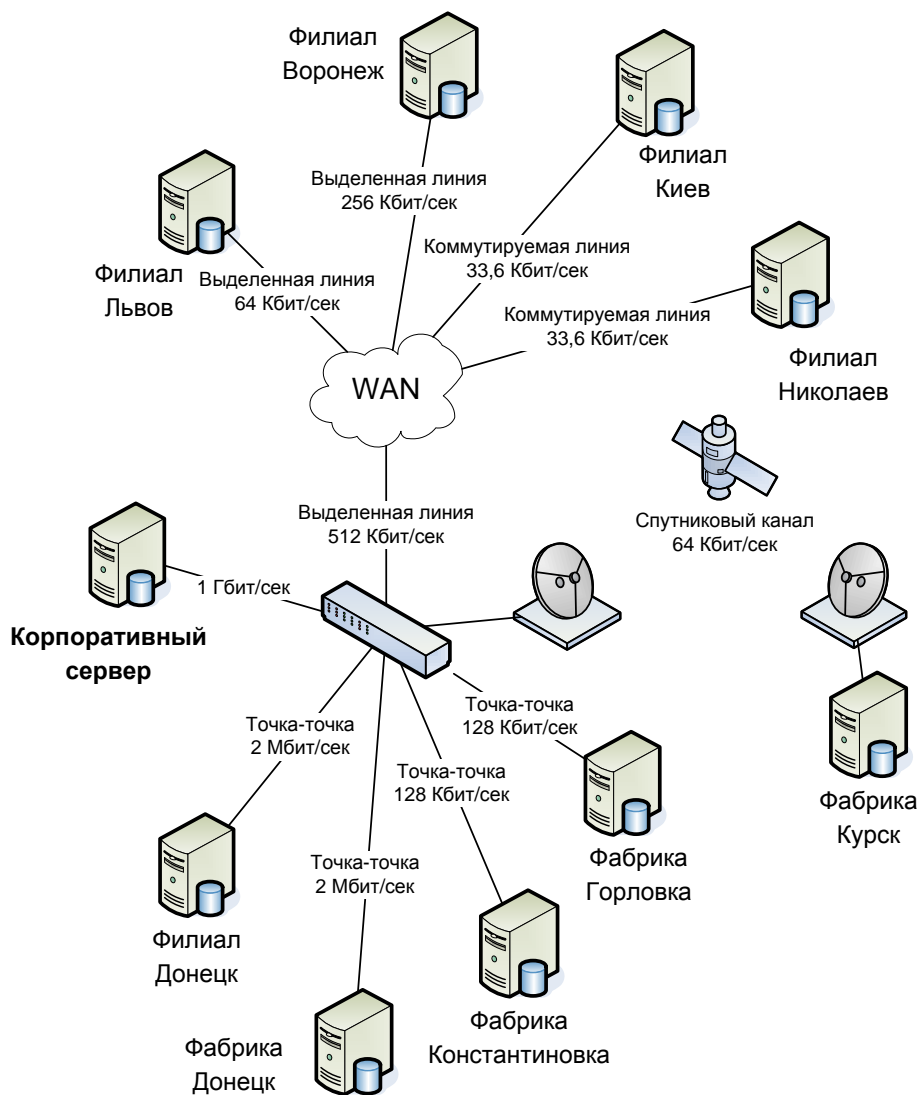 Филиал
Воронеж
Филиал
Киев
Выделенная линия
256 Кбит/сек
Филиал
Львов
Выделенная линия
64 Кбит/сек
Коммутируемая линия
33,6 Кбит/сек
Коммутируемая линия
33,6 Кбит/сек
Филиал
Николаев
WAN
Выделенная линия
512 Кбит/сек
Спутниковый канал
64 Кбит/сек
1 Гбит/сек
Корпоративный
сервер
Точка-точка
2 Мбит/сек
Точка-точка
128 Кбит/сек
Точка-точка
128 Кбит/сек
Фабрика
Курск
Точка-точка
2 Мбит/сек
Фабрика
Горловка
Филиал
Донецк
Фабрика
Константиновка
Фабрика
Донецк